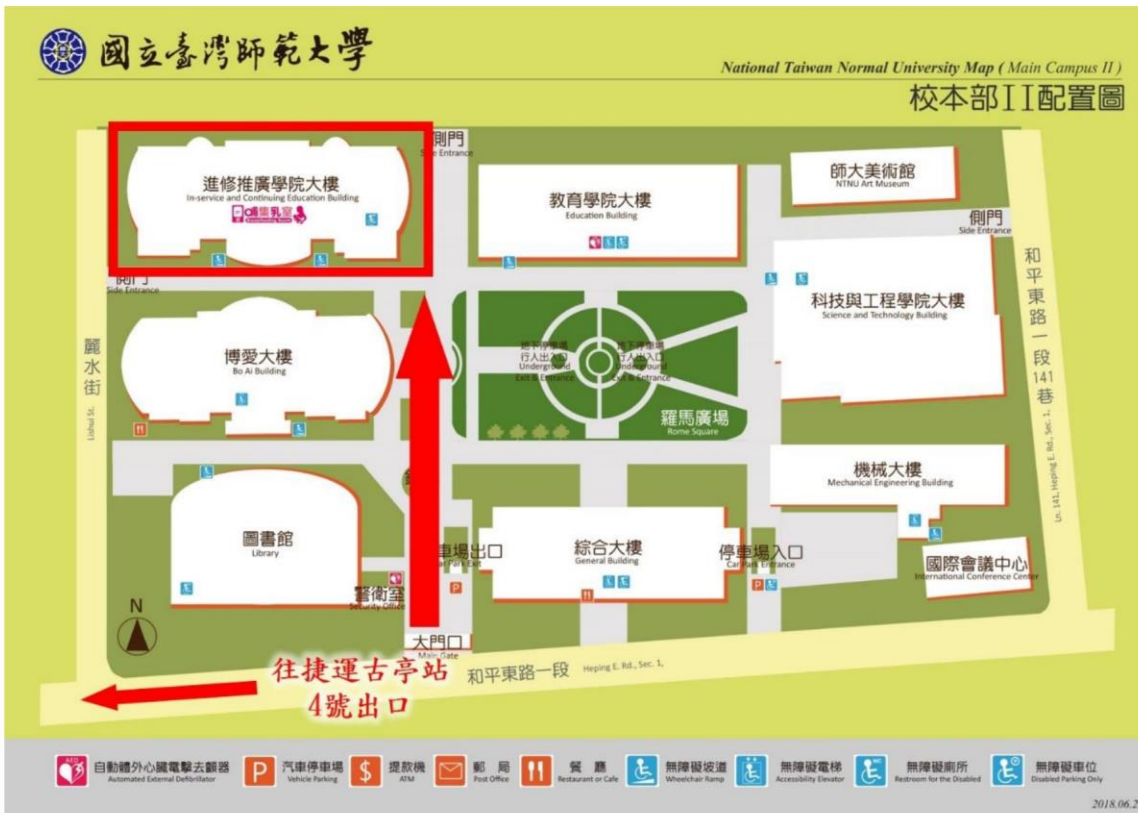 國立臺灣師範大學
National Taiwan Normal University Map ( Main Campus II )
校本部II配置圖
側門
Side Entrance
進修推廣學院大樓
In-service and Continuing Education Building
哺集乳室
教育學院大樓
Education Building
師大美術館
NTNU Art Museum
側門
Side Entrance
側門
Side Entrance
科技與工程學院大樓
Science and Technology Building
和平東路一段141巷
Ln. 141, Heping E. Rd., Sec. 1,
麗水街
Lishui St.
博愛大樓
Bo Ai Building
地下停車場
行人出入口
Underground
Exit & Entrance
地下停車場
行人出入口
Underground
Exit & Entrance
羅馬廣場
Rome Square
機械大樓
Mechanical Engineering Building
圖書館
Library
車場出口
Car Park Exit
綜合大樓
General Building
停車場入口
Car Park Entrance
P
P
國際會議中心
International Conference Center
警衛室
Security Office
N
大門口
Main Gate
往捷運古亭站
4號出口
和平東路一段 Heping E. Rd., Sec. 1,
AED
自動體外心臟電擊去顫器
Automated External Defibrillator
P
汽車停車場
Vehicle Parking
$
提款機
ATM
郵 局
Post Office
餐 廳
Restaurant or Cafe
無障礙坡道
Wheelchair Ramp
無障礙電梯
Accessibility Elevator
無障礙廁所
Restroom for the Disabled
無障礙車位
Disabled Parking Only
2018.06.2